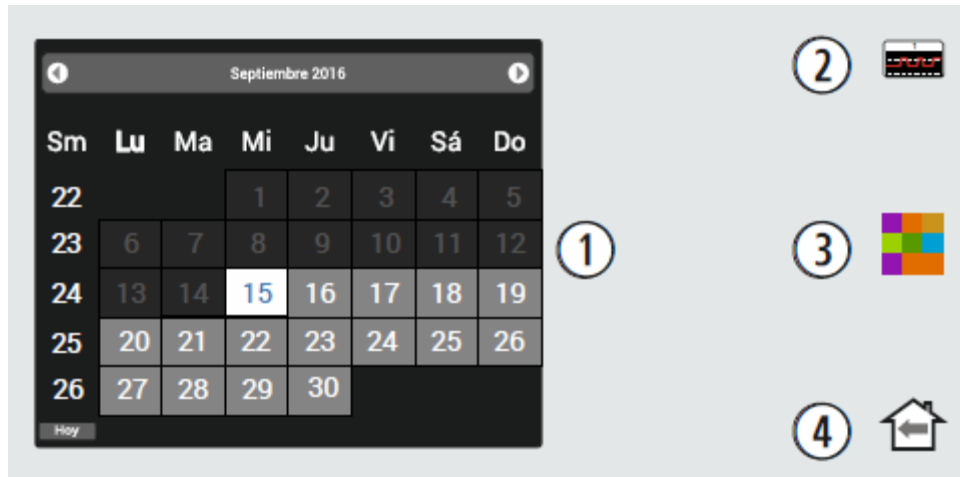 Septiembre 2016
Sm Lu Ma Mi Ju Vi Sá Do
22 1 2 3 4 5
23 6 7 8 9 10 11 12
24 13 14 15 16 17 18 19
25 20 21 22 23 24 25 26
26 27 28 29 30
Hoy
1
2
3
4